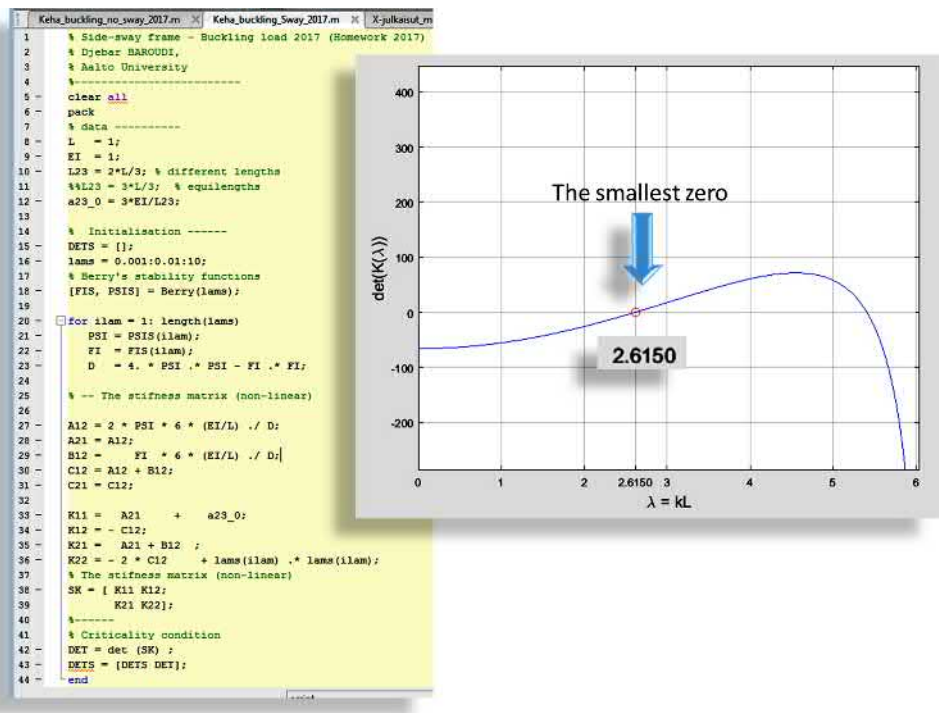 Keha_buckling_no_sway_2017.m Keha_buckling_Sway_2017.m X-julkaisut_m
1 % Side-sway frame - Buckling load 2017 (Homework 2017)
2 % Djebar BAROUDI,
3 % Aalto University
4 %-------------------------
5 - clear all
6 - pack
7 % data ----------
8 - L = 1;
9 - EI = 1;
10 - L23 = 2*L/3; % different lengths
11 %%L23 = 3*L/3; % equilengths
12 - a23_0 = 3*EI/L23;
13
14 % Initialisation ------
15 - DETS = [];
16 - lams = 0.001:0.01:10;
17 % Berry's stability functions
18 - [FIS, PSIS] = Berry(lams);
19
20 - for ilam = 1: length(lams)
21 - PSI = PSIS(ilam);
22 - FI = FIS(ilam);
23 - D = 4. * PSI .* PSI - FI .* FI;
24
25 % -- The stifness matrix (non-linear)
26
27 - A12 = 2 * PSI * 6 * (EI/L) ./ D;
28 - A21 = A12;
29 - B12 = FI * 6 * (EI/L) ./ D;
30 - C12 = A12 + B12;
31 - C21 = C12;
32
33 - K11 = A21 + a23_0;
34 - K12 = - C12;
35 - K21 = A21 + B12 ;
36 - K22 = - 2 * C12 + lams(ilam) .* lams(ilam);
37 % The stifness matrix (non-linear)
38 - SK = [ K11 K12;
39 K21 K22];
40 %------
41 % Criticality condition
42 - DET = det (SK) ;
43 - DETS = [DETS DET];
44 - end
400
300
200
100
0
-100
-200
det(K(λ))
The smallest zero
2.6150
0 1 2 2.6150 3 4 5 6
λ = kL